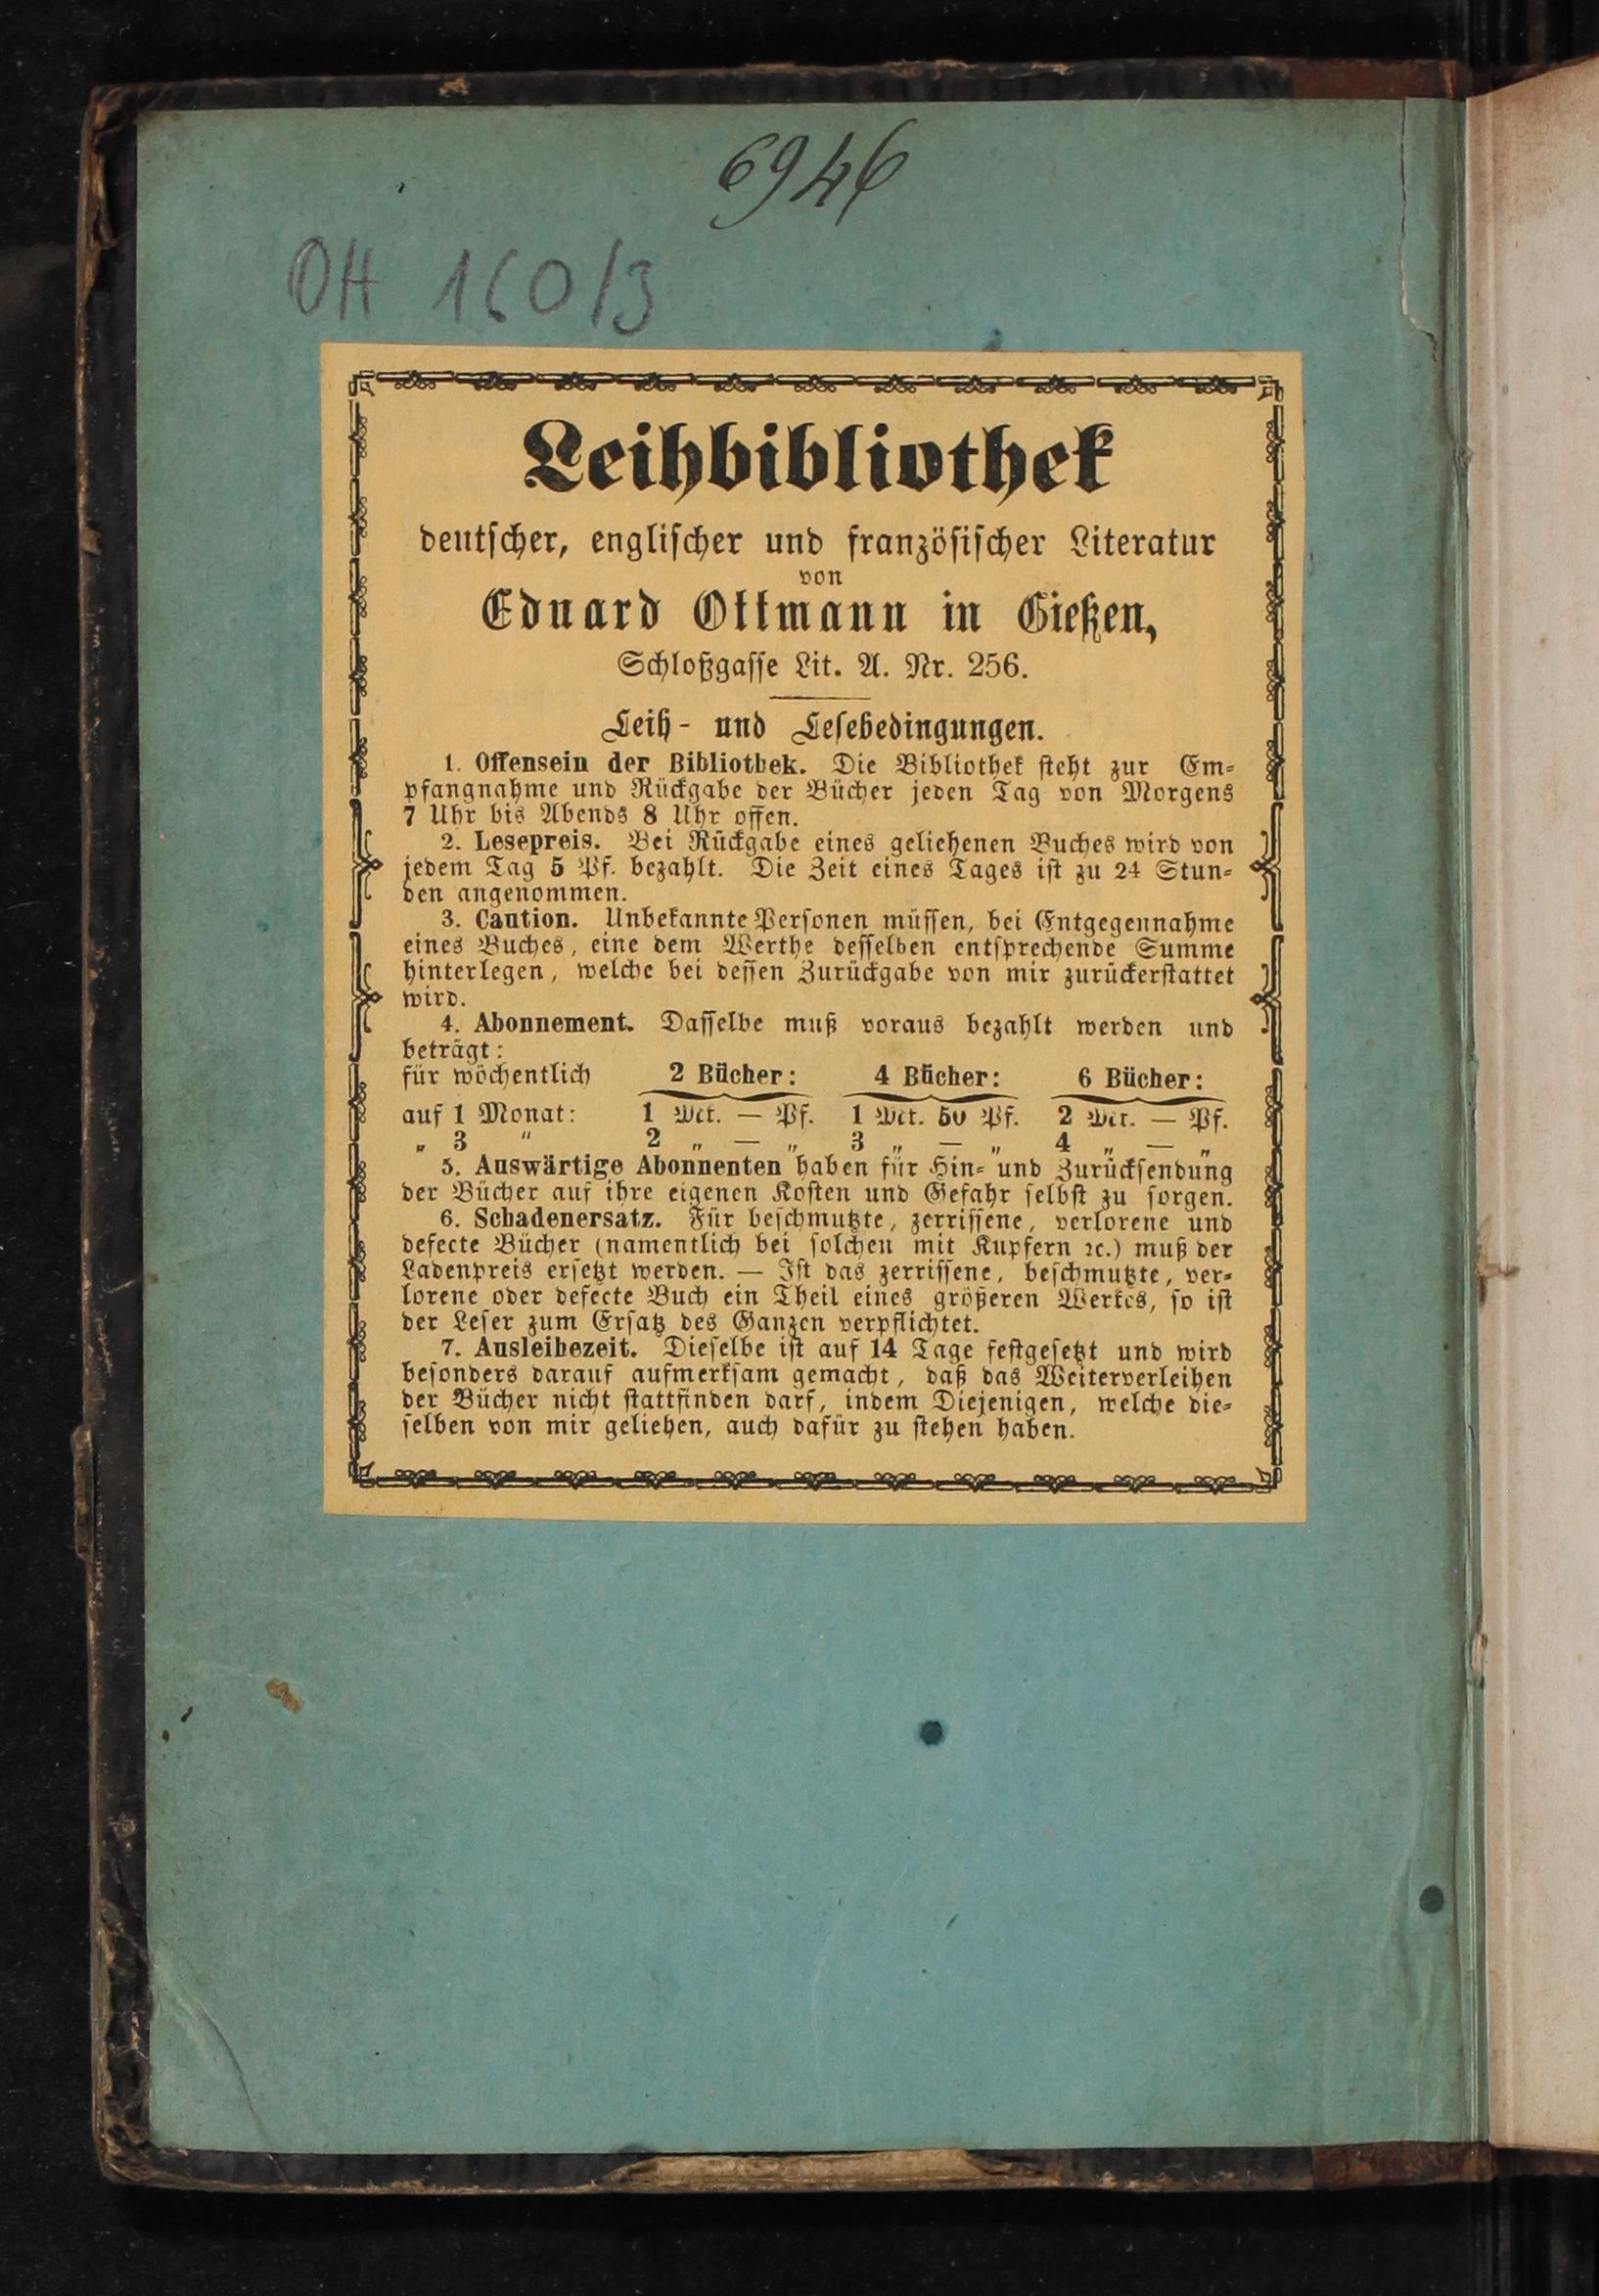 6946
OH 160/3
Leihbibliothek
deutscher, englischer und französischer Literatur
von
Eduard Ottmann in Gießen,
Schloßgasse Lit. A. Nr. 256.
Leih- und Lesebedingungen.
1. Offensein der Bibliothek. Die Bibliothek steht zur Em-
pfangnahme und Rückgabe der Bücher jeden Tag von Morgens
7 Uhr bis Abends 8 Uhr offen.
2. Lesepreis. Bei Rückgabe eines geliehenen Buches wird von
jedem Tag 5 Pf. bezahlt. Die Zeit eines Tages ist zu 24 Stun-
den angenommen.
3. Caution. Unbekannte Personen müssen, bei Entgegennahme
eines Buches, eine dem Werthe desselben entsprechende Summe
hinterlegen, welche bei dessen Zurückgabe von mir zurückerstattet
wird.
4. Abonnement. Dasselbe muß voraus bezahlt werden und
beträgt:
für wöchentlich 2 Bücher: 4 Bücher: 6 Bücher:
auf 1 Monat: 1 Mk. — Pf. 1 Mk. 50 Pf. 2 Mk. — Pf.
„ 3 „ 2 „ — „ 3 „ — „ 4 „ — „
5. Auswärtige Abonnenten haben für Hin- und Zurücksendung
der Bücher auf ihre eigenen Kosten und Gefahr selbst zu sorgen.
6. Schadenersatz. Für beschmutzte, zerrissene, verlorene und
defecte Bücher (namentlich bei solchen mit Kupfern ꝛc.) muß der
Ladenpreis ersetzt werden. — Ist das zerrissene, beschmutzte, ver-
lorene oder defecte Buch ein Theil eines größeren Werkes, so ist
der Leser zum Ersatz des Ganzen verpflichtet.
7. Ausleihezeit. Dieselbe ist auf 14 Tage festgesetzt und wird
besonders darauf aufmerksam gemacht, daß das Weiterverleihen
der Bücher nicht stattfinden darf, indem Diejenigen, welche die-
selben von mir geliehen, auch dafür zu stehen haben.